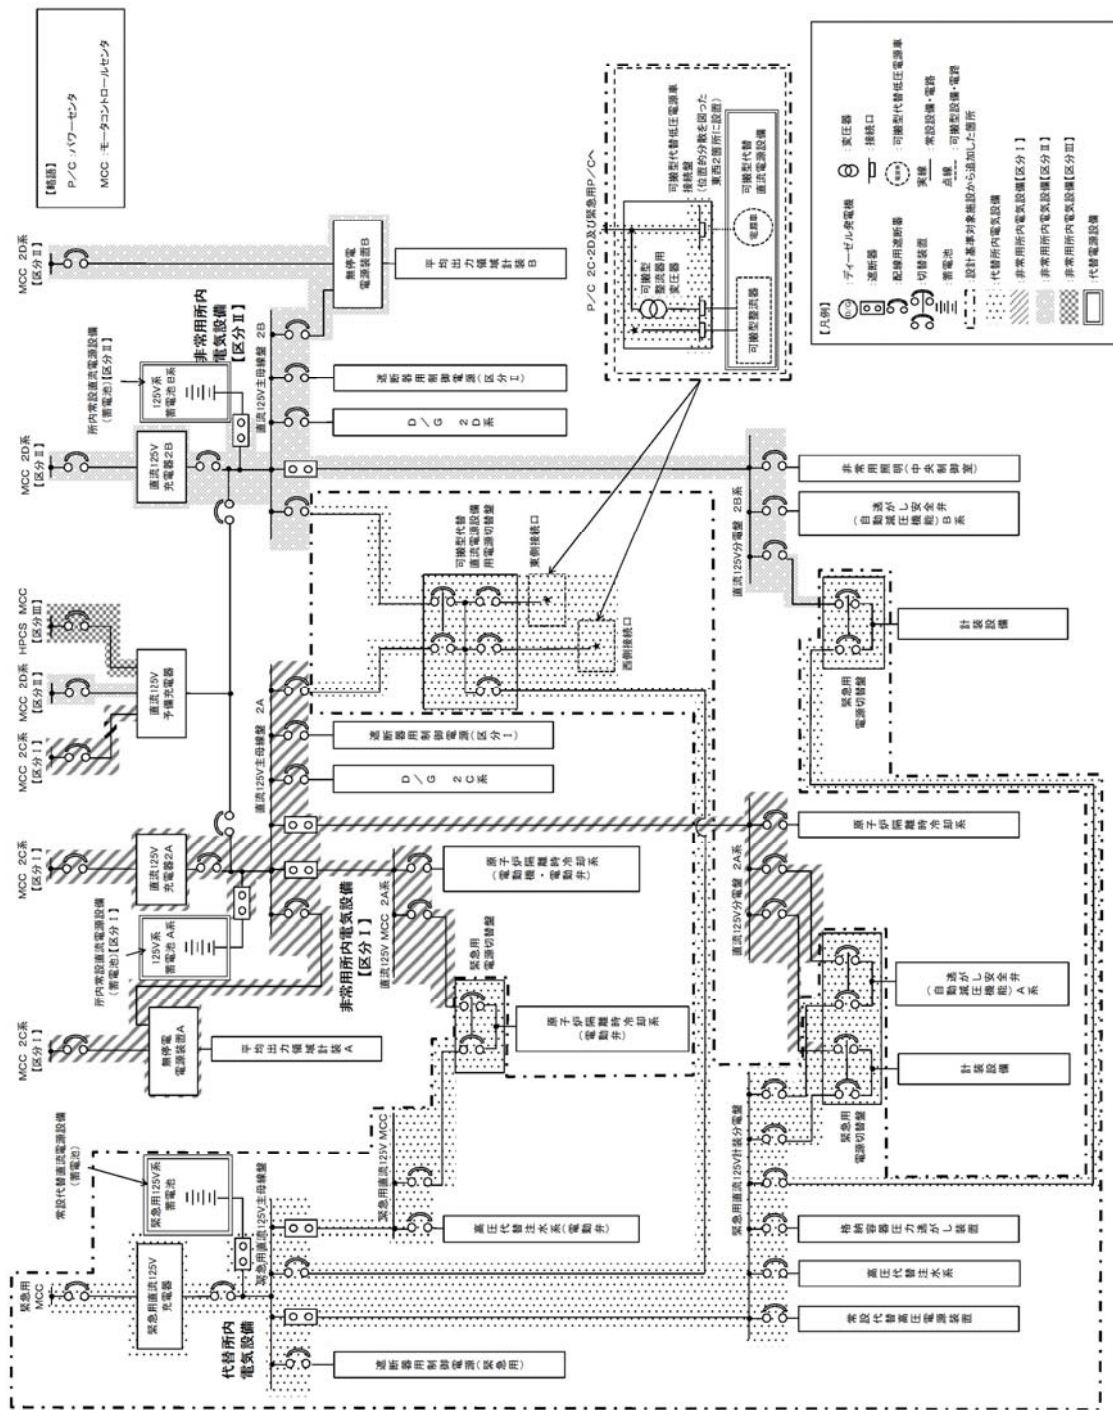 【略語】
P/C :パワーセンタ
MCC :モータコントロールセンタ
MCC 2D系
【区分Ⅱ】
無停電
電源装置B
平均出力領域計装 B
非常用所内
電気設備
【区分Ⅱ】
所内常設直流電源設備
(蓄電池)【区分Ⅱ】
125V系
蓄電池 B系
MCC 2D系
【区分Ⅱ】
直流125V
充電器2B
直流125V主母線盤 2B
D/G 2D系
遮断器用制御電源(区分Ⅱ)
HPCS MCC
【区分Ⅲ】
MCC 2D系
【区分Ⅱ】
MCC 2C系
【区分Ⅰ】
直流125V
予備充電器
MCC 2C系
【区分Ⅰ】
直流125V
充電器2A
所内常設直流電源設備
(蓄電池)【区分Ⅰ】
125V系
蓄電池 A系
直流125V主母線盤 2A
遮断器用制御電源(区分Ⅰ)
D/G 2C系
非常用所内電気設備
【区分Ⅰ】
MCC 2C系
【区分Ⅰ】
無停電
電源装置A
平均出力領域計装 A
直流125V MCC 2A系
原子炉隔離時冷却系
(電動機・電動弁)
緊急用
電源切替盤
原子炉隔離時冷却系
(電動弁)
可搬型代替
直流電源設備
用電源切替盤
東側接続口
西側接続口
P/C 2C・2D及び緊急用P/Cへ
可搬型代替低圧電源車
接続盤
(位置的分散を図った
東西2箇所に設置)
可搬型
整流器用
変圧器
可搬型代替
直流電源設備
電源車
可搬型整流器
直流125V分電盤 2B系
非常用照明(中央制御室)
逃がし安全弁
(自動減圧機能)B系
緊急用
電源切替盤
計装設備
直流125V分電盤 2A系
原子炉隔離時冷却系
緊急用
電源切替盤
逃がし安全弁
(自動減圧機能)A系
計装設備
常設代替直流電源設備
(蓄電池)
緊急用125V系
蓄電池
緊急用
MCC
緊急用直流125V
充電器
代替所内
電気設備
緊急用直流125V主母線盤
遮断器用制御電源(緊急用)
緊急用直流125V MCC
高圧代替注水系(電動弁)
緊急用直流125V計装分電盤
格納容器圧力逃がし装置
高圧代替注水系
常設代替高圧電源装置
【凡例】
D/G :ディーゼル発電機
:遮断器
:配線用遮断器
:切替装置
:蓄電池
:変圧器
:接続口
:可搬型代替低圧電源車
実線 :常設設備・電路
点線 :可搬型設備・電路
:設計基準対象施設から追加した箇所
:代替所内電気設備
:非常用所内電気設備【区分Ⅰ】
:非常用所内電気設備【区分Ⅱ】
:非常用所内電気設備【区分Ⅲ】
:代替電源設備